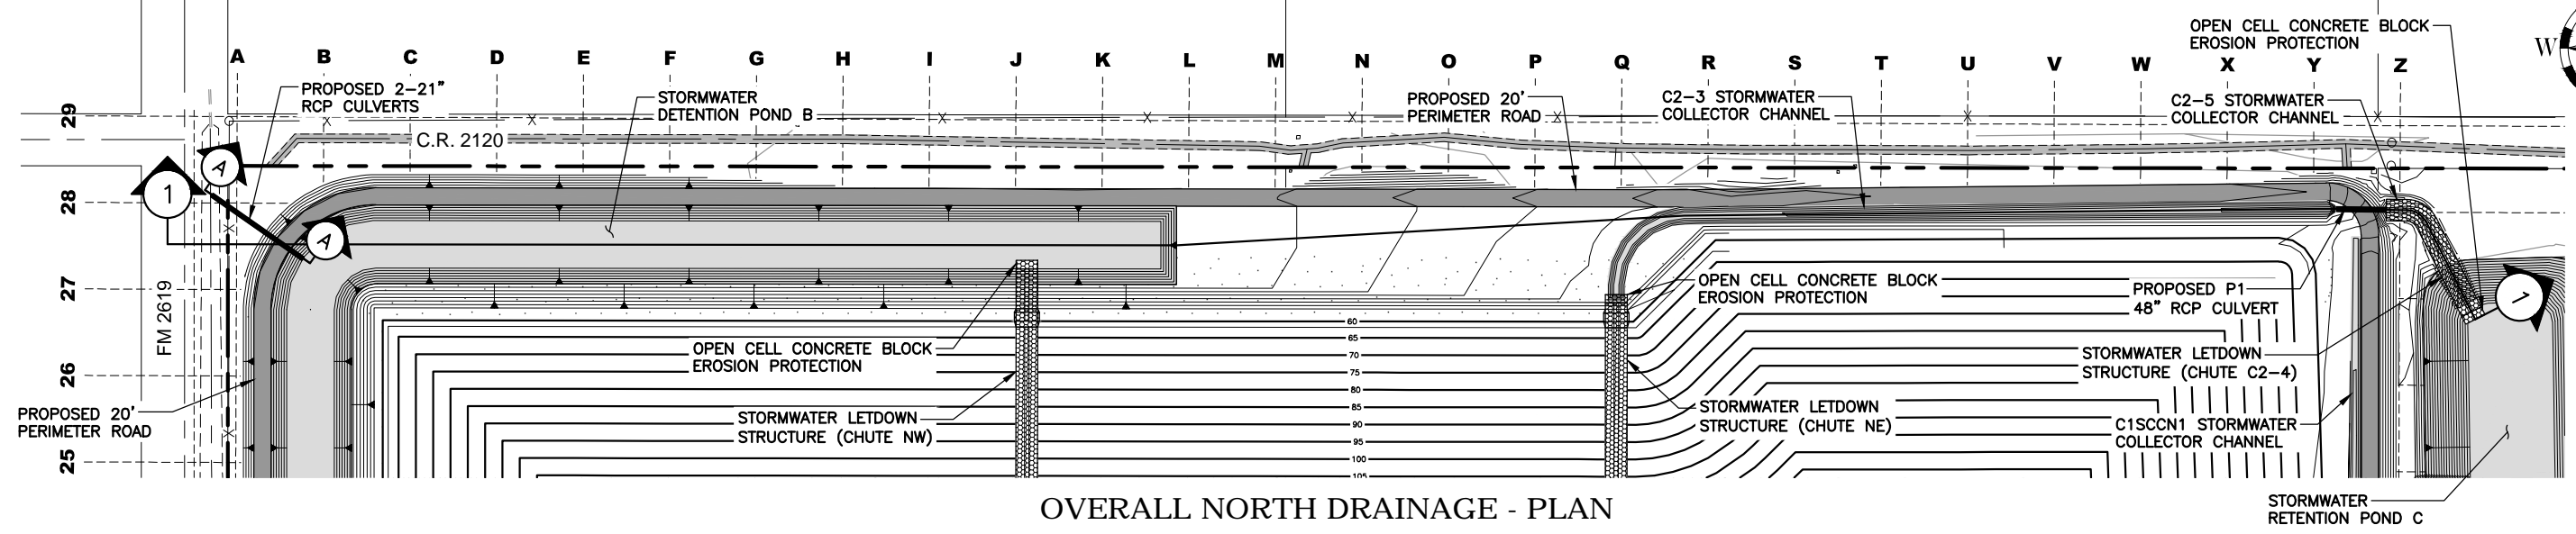 OPEN CELL CONCRETE BLOCK
EROSION PROTECTION
W
A B C D E F G H I J K L M N O P Q R S T U V W X Y Z
PROPOSED 2-21"
RCP CULVERTS
STORMWATER
DETENTION POND B
PROPOSED 20'
PERIMETER ROAD
C2-3 STORMWATER
COLLECTOR CHANNEL
C2-5 STORMWATER
COLLECTOR CHANNEL
29
C.R. 2120
A
1
28
A
27
FM 2619
OPEN CELL CONCRETE BLOCK
EROSION PROTECTION
PROPOSED P1
48" RCP CULVERT
1
60
65
70
75
80
85
90
95
100
105
OPEN CELL CONCRETE BLOCK
EROSION PROTECTION
STORMWATER LETDOWN
STRUCTURE (CHUTE C2-4)
26
PROPOSED 20'
PERIMETER ROAD
STORMWATER LETDOWN
STRUCTURE (CHUTE NW)
STORMWATER LETDOWN
STRUCTURE (CHUTE NE)
C1SCCN1 STORMWATER
COLLECTOR CHANNEL
25
OVERALL NORTH DRAINAGE - PLAN
STORMWATER
RETENTION POND C